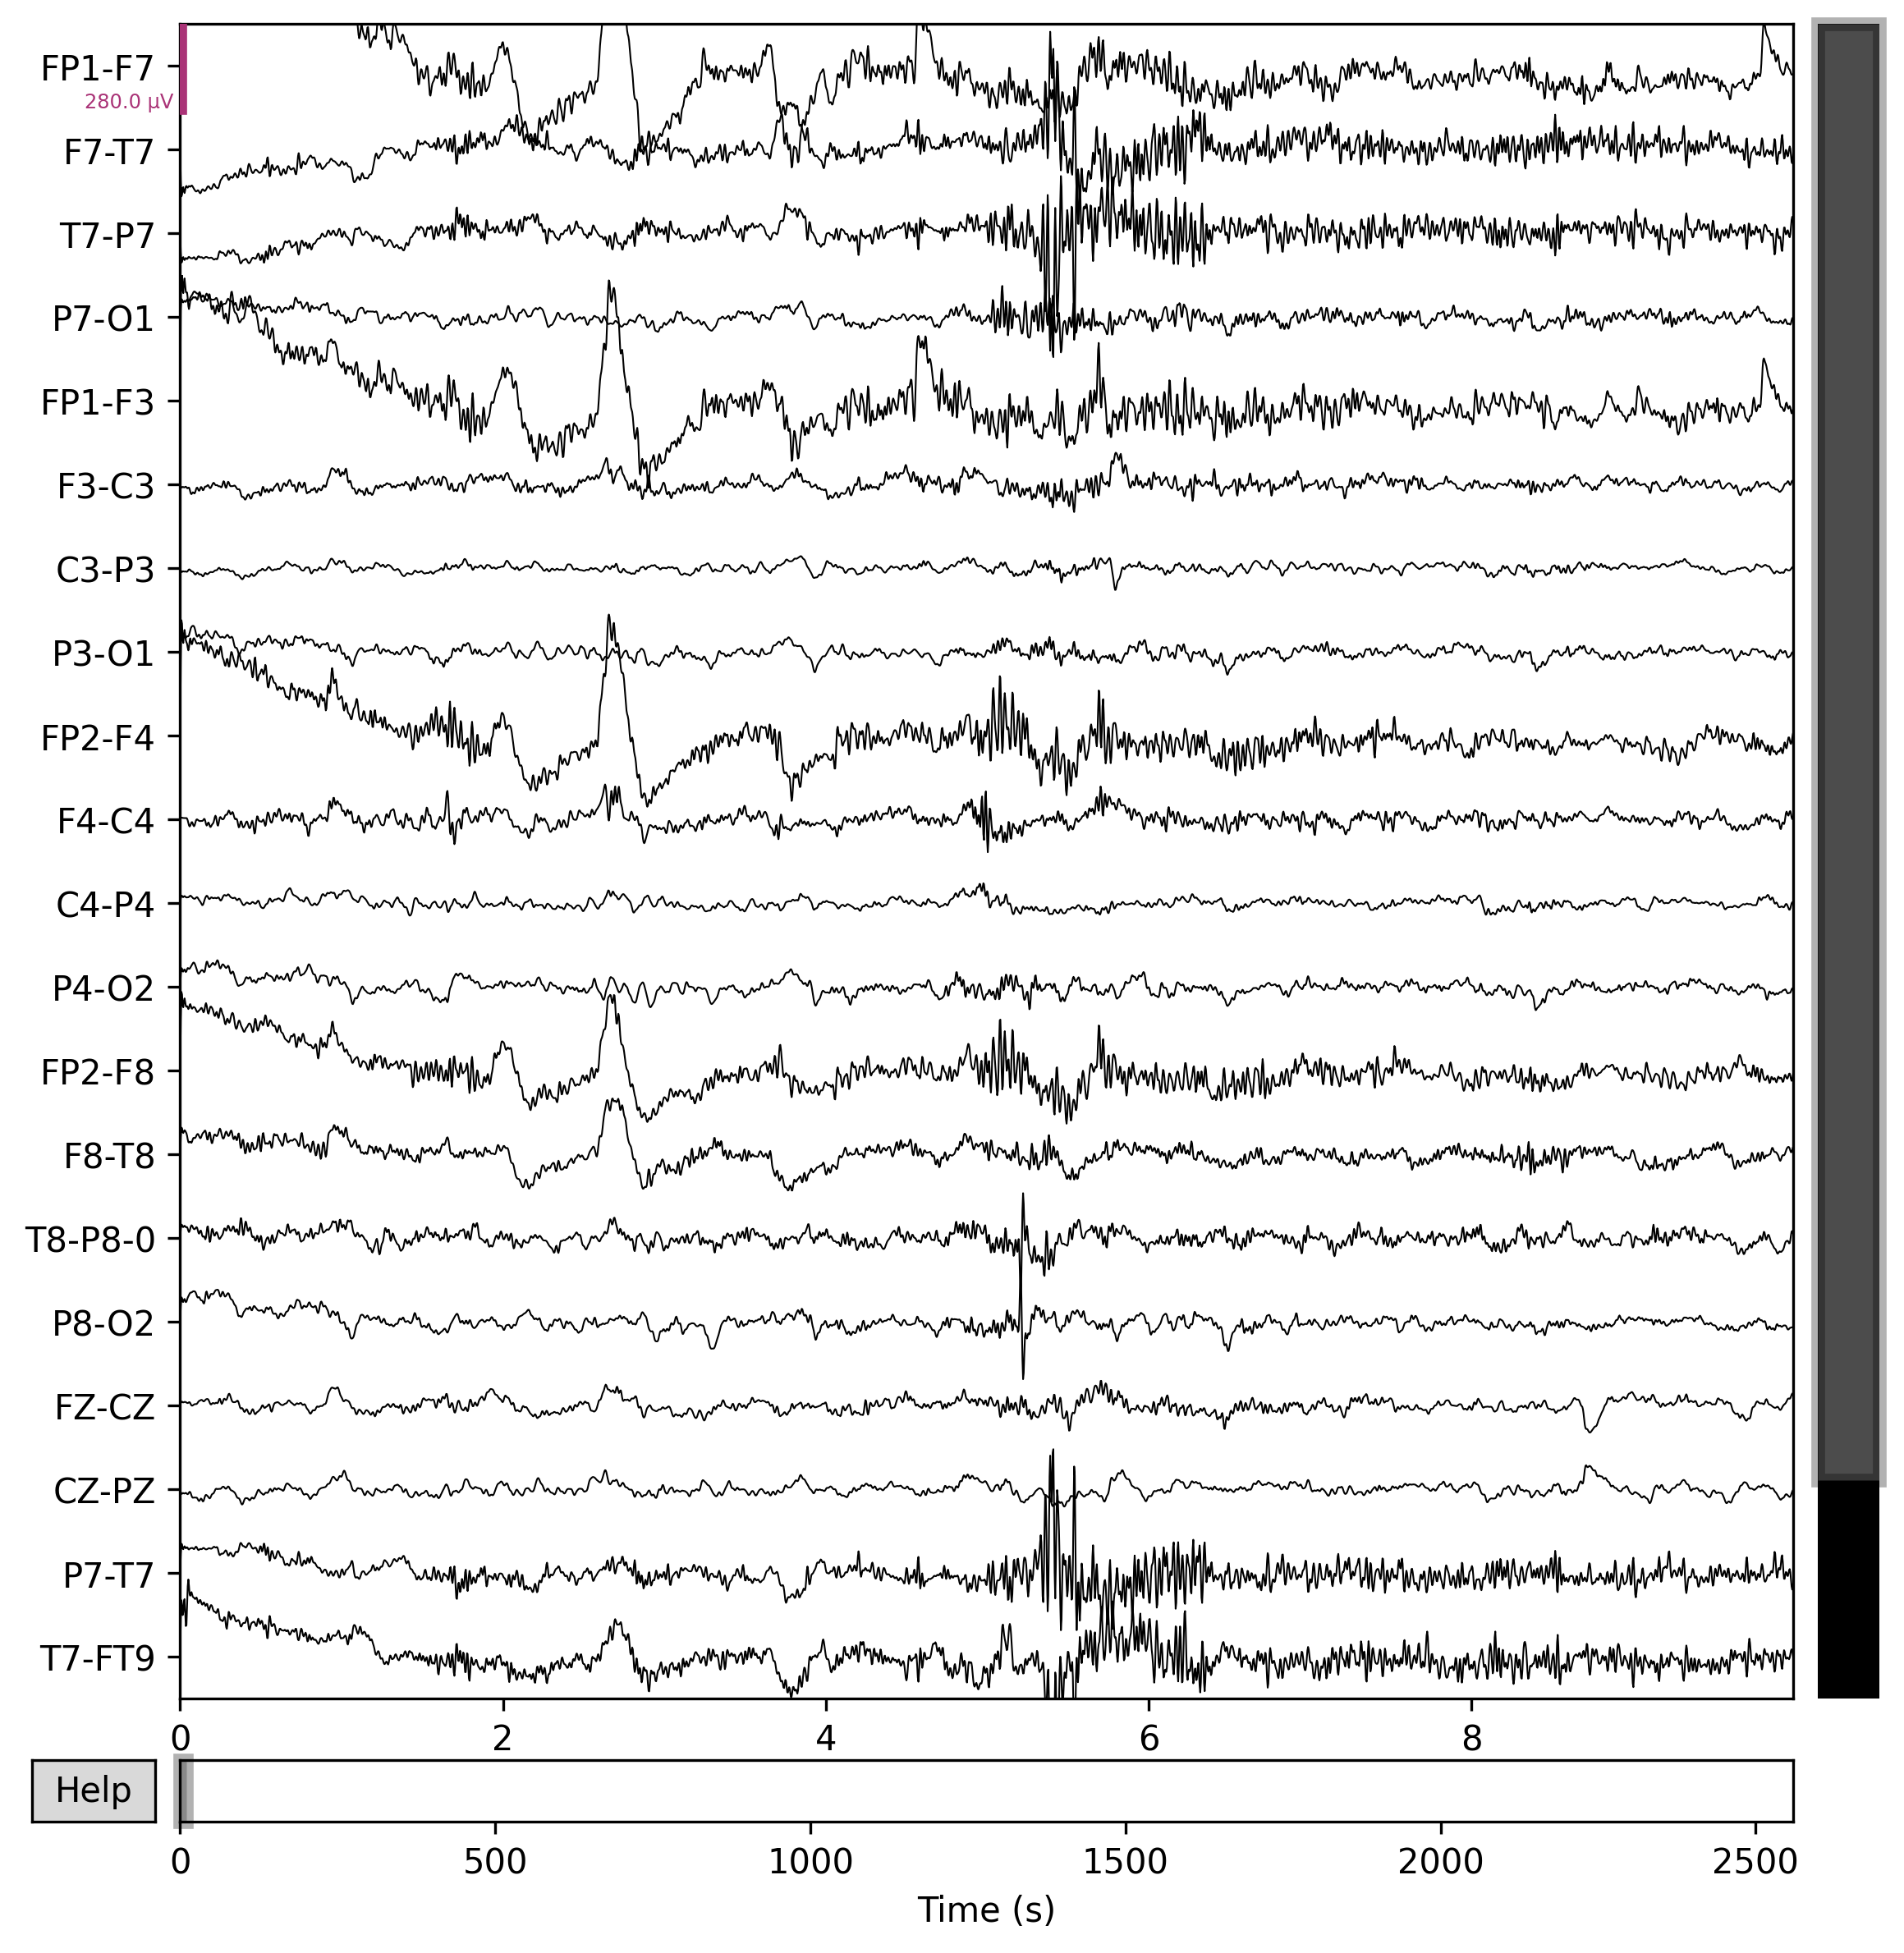 FP1-F7
280.0 µV
F7-T7
T7-P7
P7-O1
FP1-F3
F3-C3
C3-P3
P3-O1
FP2-F4
F4-C4
C4-P4
P4-O2
FP2-F8
F8-T8
T8-P8-0
P8-O2
FZ-CZ
CZ-PZ
P7-T7
T7-FT9
0 2 4 6 8
Help
0 500 1000 1500 2000 2500
Time (s)